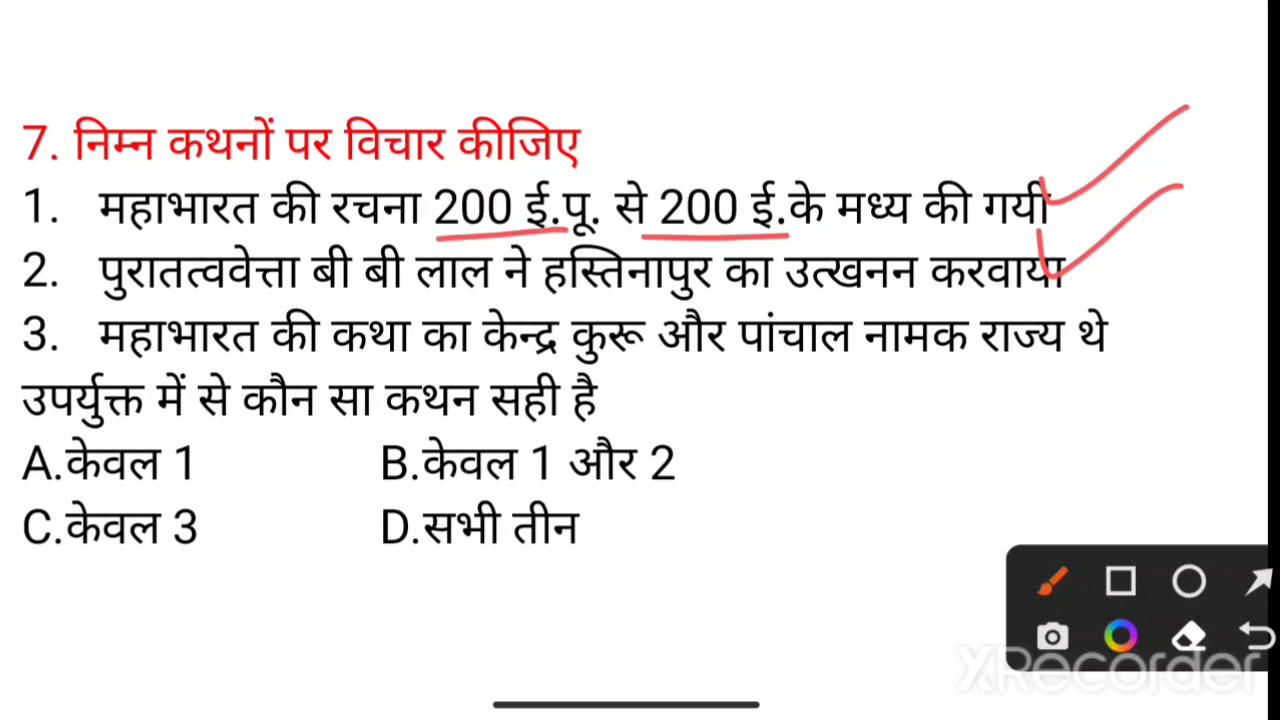 7. निम्न कथनों पर विचार कीजिए
1. महाभारत की रचना 200 ई.पू. से 200 ई.के मध्य की गयी
2. पुरातत्ववेत्ता बी बी लाल ने हस्तिनापुर का उत्खनन करवाया
3. महाभारत की कथा का केन्द्र कुरू और पांचाल नामक राज्य थे
उपर्युक्त में से कौन सा कथन सही है
A.केवल 1 B.केवल 1 और 2
C.केवल 3 D.सभी तीन
XRecorder